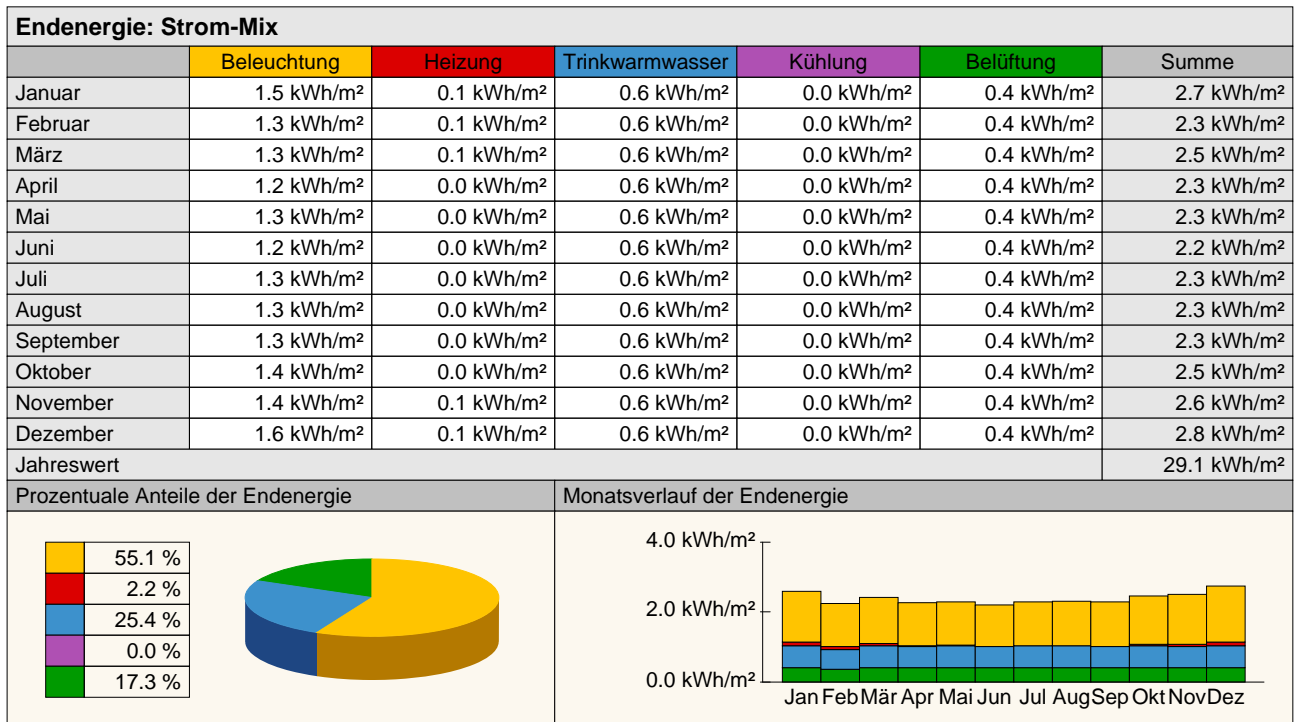 Endenergie: Strom-Mix
Beleuchtung Heizung Trinkwarmwasser Kühlung Belüftung Summe
Januar 1.5 kWh/m² 0.1 kWh/m² 0.6 kWh/m² 0.0 kWh/m² 0.4 kWh/m² 2.7 kWh/m²
Februar 1.3 kWh/m² 0.1 kWh/m² 0.6 kWh/m² 0.0 kWh/m² 0.4 kWh/m² 2.3 kWh/m²
März 1.3 kWh/m² 0.1 kWh/m² 0.6 kWh/m² 0.0 kWh/m² 0.4 kWh/m² 2.5 kWh/m²
April 1.2 kWh/m² 0.0 kWh/m² 0.6 kWh/m² 0.0 kWh/m² 0.4 kWh/m² 2.3 kWh/m²
Mai 1.3 kWh/m² 0.0 kWh/m² 0.6 kWh/m² 0.0 kWh/m² 0.4 kWh/m² 2.3 kWh/m²
Juni 1.2 kWh/m² 0.0 kWh/m² 0.6 kWh/m² 0.0 kWh/m² 0.4 kWh/m² 2.2 kWh/m²
Juli 1.3 kWh/m² 0.0 kWh/m² 0.6 kWh/m² 0.0 kWh/m² 0.4 kWh/m² 2.3 kWh/m²
August 1.3 kWh/m² 0.0 kWh/m² 0.6 kWh/m² 0.0 kWh/m² 0.4 kWh/m² 2.3 kWh/m²
September 1.3 kWh/m² 0.0 kWh/m² 0.6 kWh/m² 0.0 kWh/m² 0.4 kWh/m² 2.3 kWh/m²
Oktober 1.4 kWh/m² 0.0 kWh/m² 0.6 kWh/m² 0.0 kWh/m² 0.4 kWh/m² 2.5 kWh/m²
November 1.4 kWh/m² 0.1 kWh/m² 0.6 kWh/m² 0.0 kWh/m² 0.4 kWh/m² 2.6 kWh/m²
Dezember 1.6 kWh/m² 0.1 kWh/m² 0.6 kWh/m² 0.0 kWh/m² 0.4 kWh/m² 2.8 kWh/m²
Jahreswert 29.1 kWh/m²
Prozentuale Anteile der Endenergie
55.1 %
2.2 %
25.4 %
0.0 %
17.3 %
Monatsverlauf der Endenergie
4.0 kWh/m²
2.0 kWh/m²
0.0 kWh/m²
Jan Feb Mär Apr Mai Jun Jul Aug Sep Okt Nov Dez